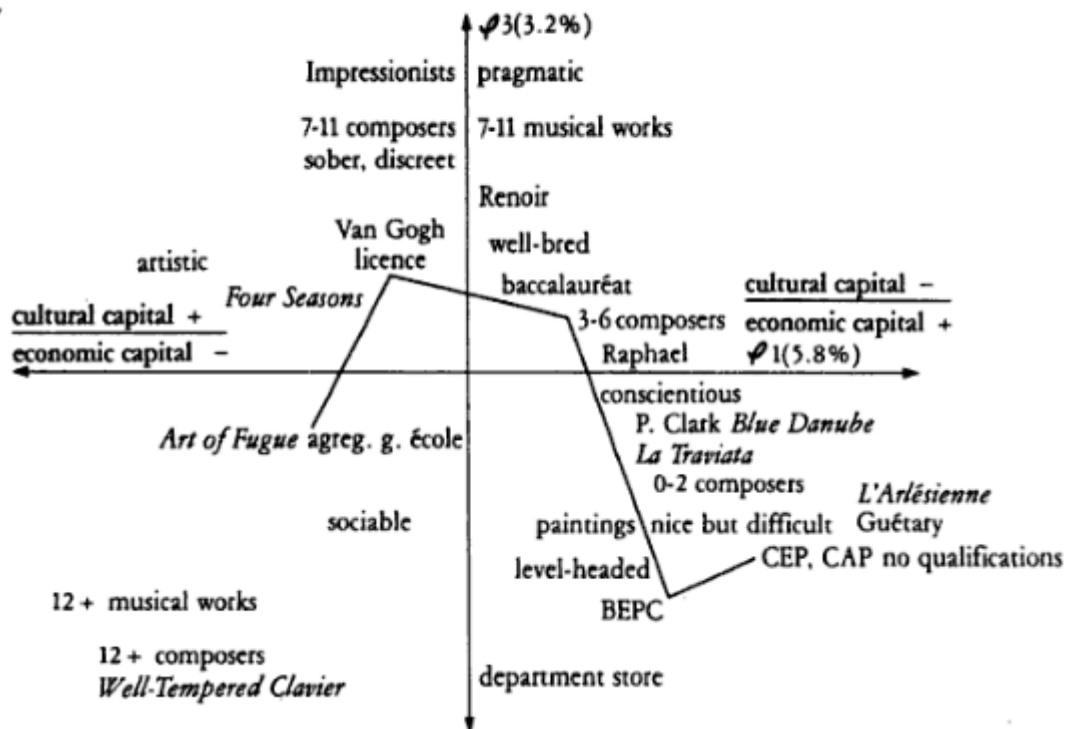 φ3(3.2%)
Impressionists pragmatic
7-11 composers 7-11 musical works
sober, discreet
Renoir
Van Gogh
licence
well-bred
artistic
baccalauréat
Four Seasons
cultural capital +
economic capital -
cultural capital -
economic capital +
3-6 composers
Raphael
φ1(5.8%)
conscientious
P. Clark Blue Danube
La Traviata
Art of Fugue agreg. g. école
0-2 composers
L'Arlésienne
Guétary
sociable
paintings nice but difficult
level-headed
CEP, CAP no qualifications
BEPC
12 + musical works
12 + composers
Well-Tempered Clavier
department store